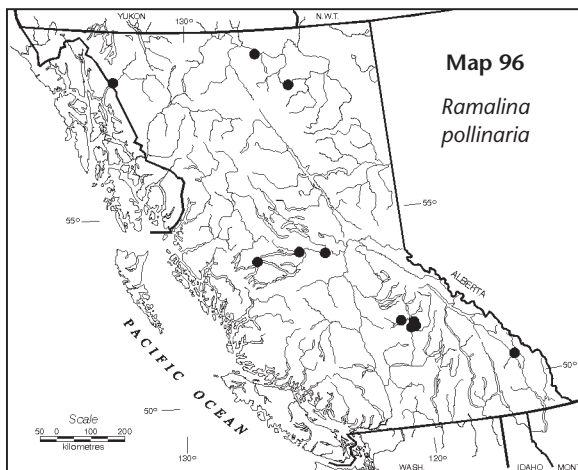 YUKON
130°
N.W.T.
Map 96
Ramalina
pollinaria
55°
55°
ALBERTA
PACIFIC OCEAN
50°
50°
Scale
50 0 100 200
kilometres
130°
120°
WASH.
IDAHO
MONT